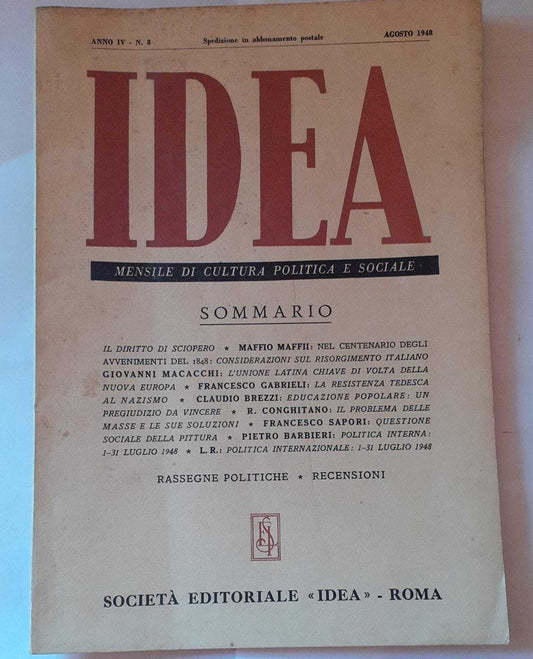 ANNO IV - N. 8 Spedizione in abbonamento postale AGOSTO 1948
IDEA
MENSILE DI CULTURA POLITICA E SOCIALE
SOMMARIO
IL DIRITTO DI SCIOPERO ★ MAFFIO MAFFII: NEL CENTENARIO DEGLI
AVVENIMENTI DEL 1848: CONSIDERAZIONI SUL RISORGIMENTO ITALIANO
GIOVANNI MACACCHI: L'UNIONE LATINA CHIAVE DI VOLTA DELLA
NUOVA EUROPA ★ FRANCESCO GABRIELI: LA RESISTENZA TEDESCA
AL NAZISMO ★ CLAUDIO BREZZI: EDUCAZIONE POPOLARE: UN
PREGIUDIZIO DA VINCERE ★ R. CONGHITANO: IL PROBLEMA DELLE
MASSE E LE SUE SOLUZIONI ★ FRANCESCO SAPORI: QUESTIONE
SOCIALE DELLA PITTURA ★ PIETRO BARBIERI: POLITICA INTERNA:
1-31 LUGLIO 1948 ★ L. R.: POLITICA INTERNAZIONALE: 1-31 LUGLIO 1948
RASSEGNE POLITICHE ★ RECENSIONI
SOCIETÀ EDITORIALE «IDEA» - ROMA